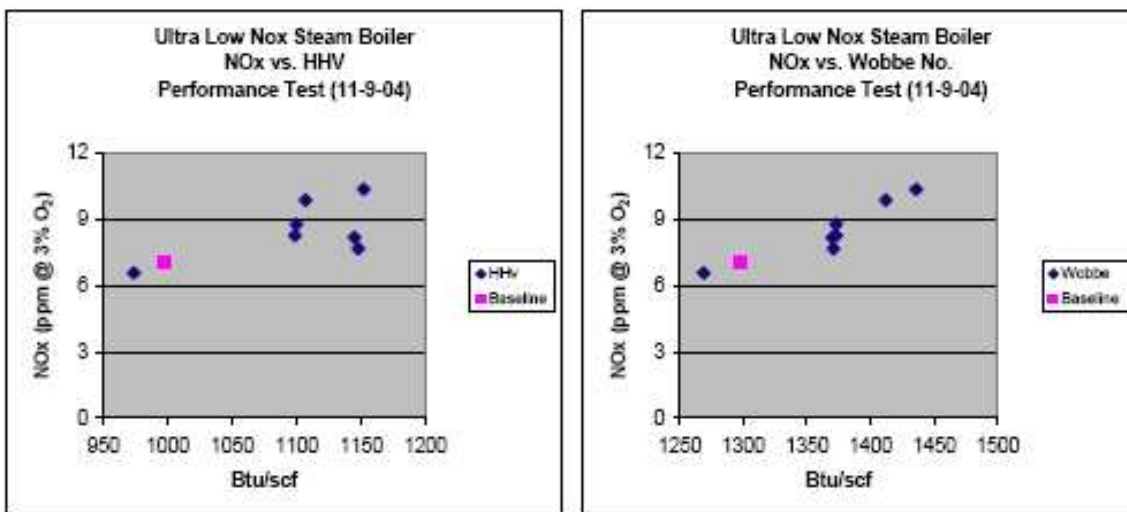 Ultra Low Nox Steam Boiler
NOx vs. HHV
Performance Test (11-9-04)
NOx (ppm @ 3% O₂)
12
9
6
3
0
950 1000 1050 1100 1150 1200
Btu/scf
HHv
Baseline
Ultra Low Nox Steam Boiler
NOx vs. Wobbe No.
Performance Test (11-9-04)
NOx (ppm @ 3% O₂)
12
9
6
3
0
1250 1300 1350 1400 1450 1500
Btu/scf
Wobbe
Baseline